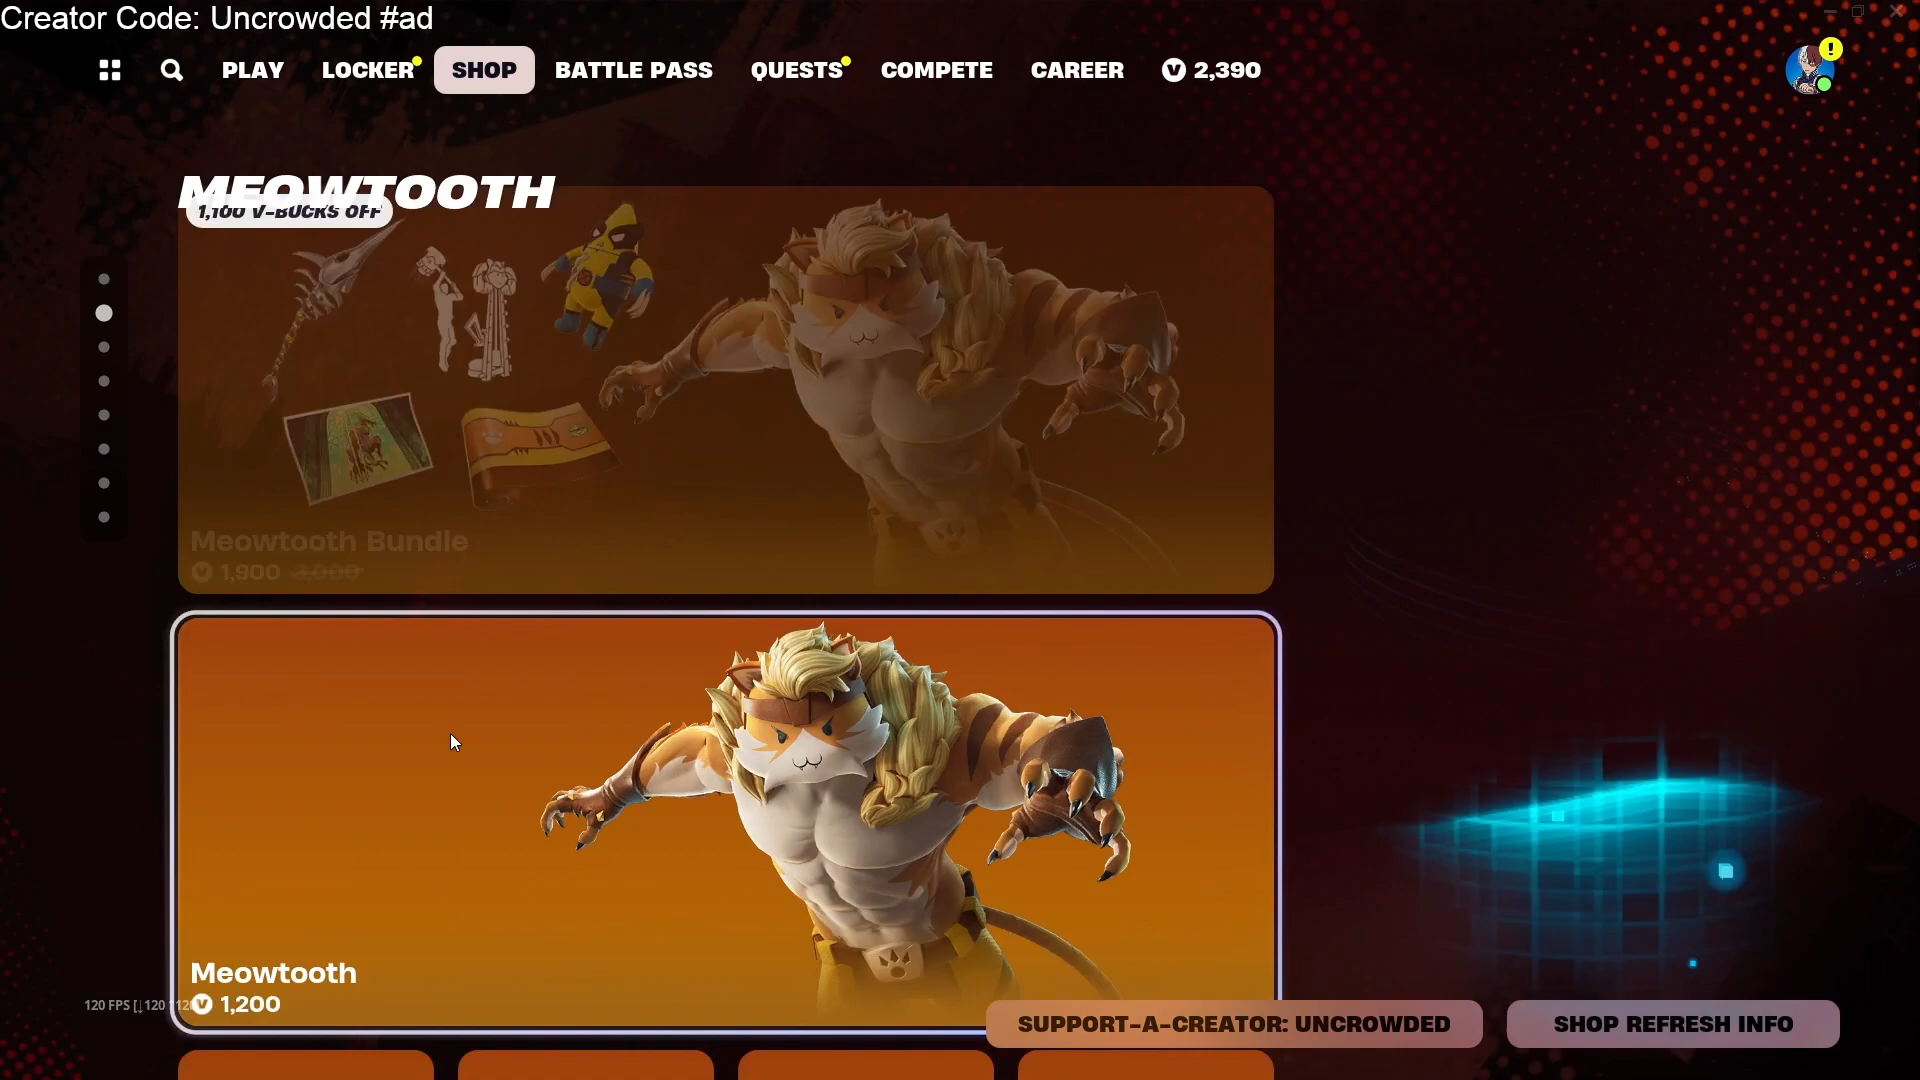 Creator Code: Uncrowded #ad
PLAY LOCKER SHOP BATTLE PASS QUESTS COMPETE CAREER 2,390
MEOWTOOTH
1,100 V-BUCKS OFF
Meowtooth Bundle
1,900 3,000
Meowtooth
1,200
120 FPS [↓120
SUPPORT-A-CREATOR: UNCROWDED
SHOP REFRESH INFO